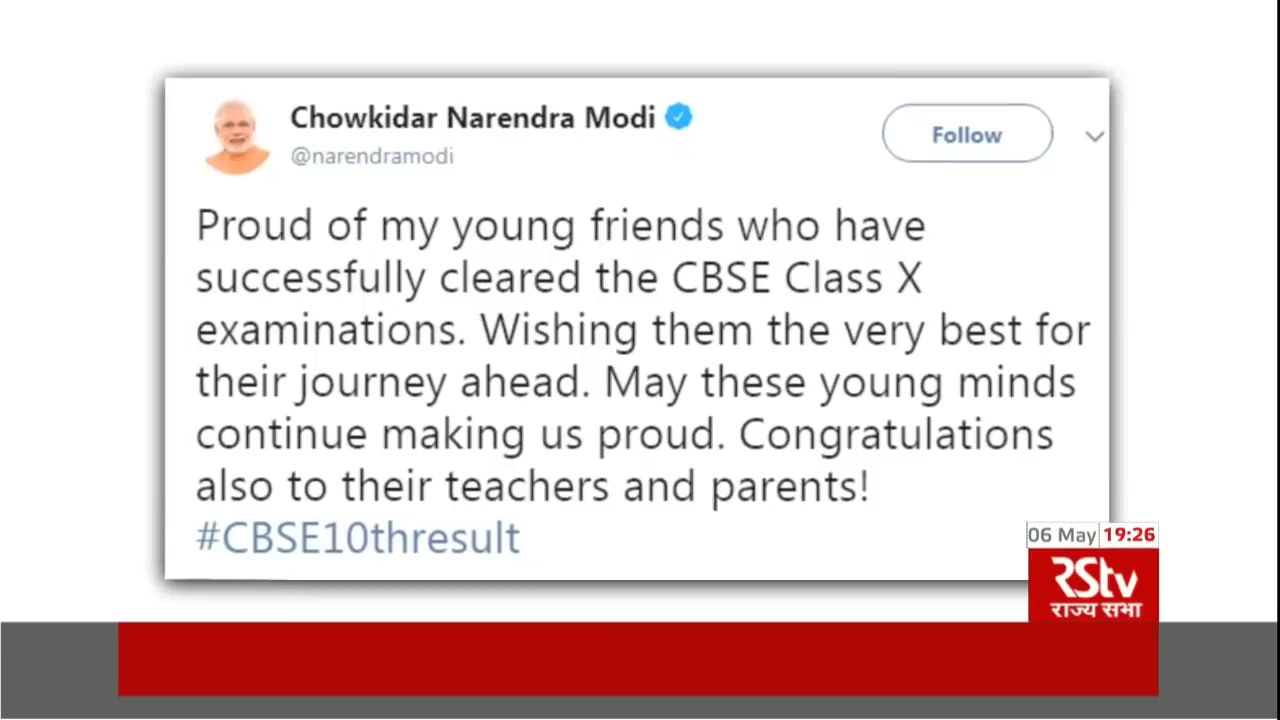 Chowkidar Narendra Modi
@narendramodi
Follow
Proud of my young friends who have
successfully cleared the CBSE Class X
examinations. Wishing them the very best for
their journey ahead. May these young minds
continue making us proud. Congratulations
also to their teachers and parents!
#CBSE10thresult
06 May 19:26
RStv
राज्य सभा